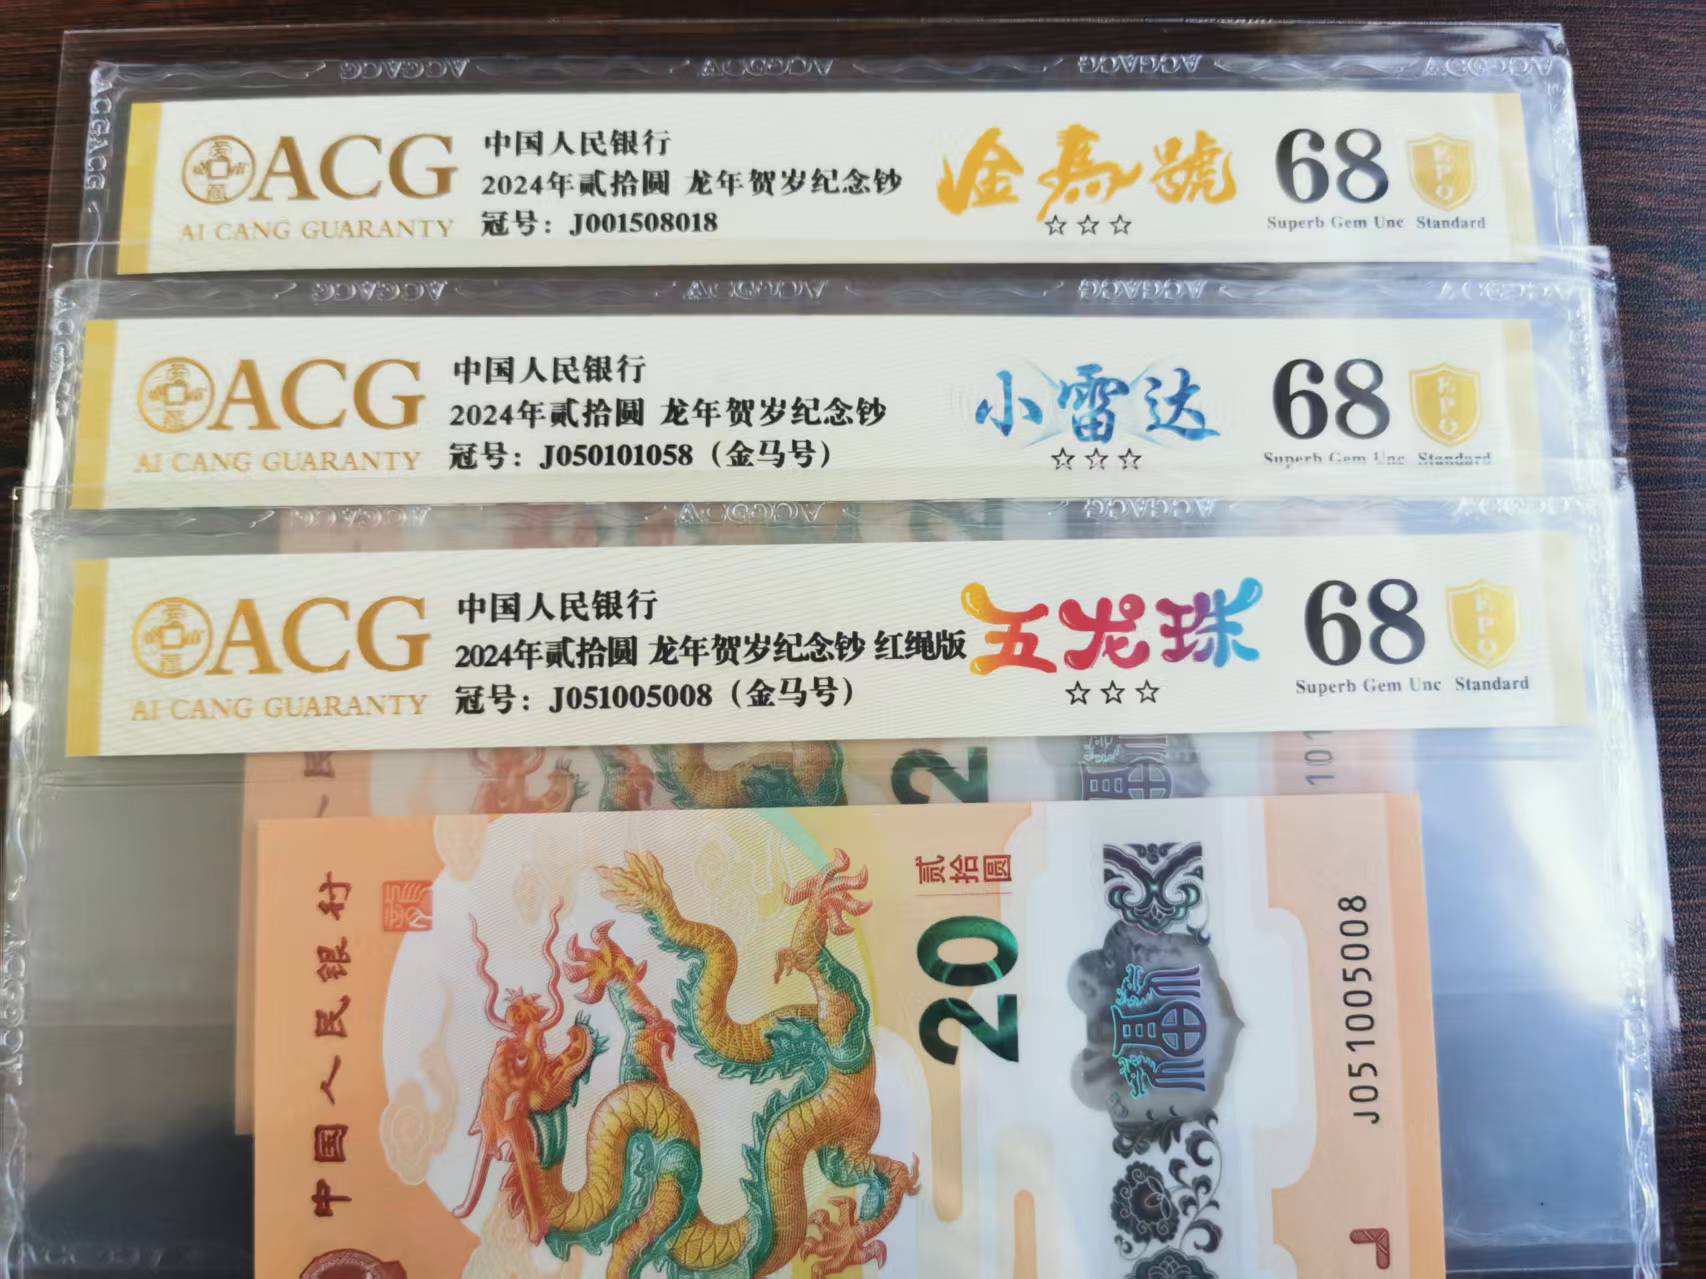 ACG
AI CANG GUARANTY
中国人民银行
2024年贰拾圆 龙年贺岁纪念钞
冠号：J001508018
金馬號
☆☆☆
68
Superb Gem Unc Standard
EPQ
ACG
AI CANG GUARANTY
中国人民银行
2024年贰拾圆 龙年贺岁纪念钞
冠号：J050101058（金马号）
小雷达
☆☆☆
68
Superb Gem Unc Standard
EPQ
ACG
AI CANG GUARANTY
中国人民银行
2024年贰拾圆 龙年贺岁纪念钞 红绳版
冠号：J051005008（金马号）
五龙珠
☆☆☆
68
Superb Gem Unc Standard
EPQ
中国人民银行
贰拾圆
20
J051005008